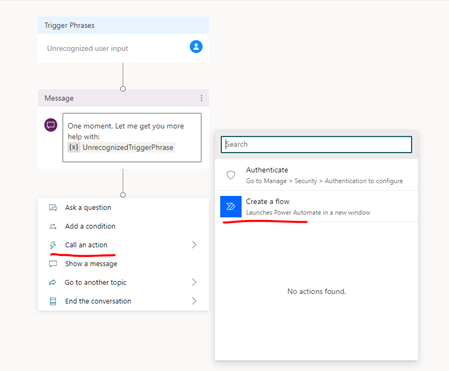 Trigger Phrases
Unrecognized user input
Message
One moment. Let me get you more
help with:
{x} UnrecognizedTriggerPhrase
Ask a question
Add a condition
Call an action
Show a message
Go to another topic
End the conversation
Search
Authenticate
Go to Manage > Security > Authentication to configure
Create a flow
Launches Power Automate in a new window
No actions found.